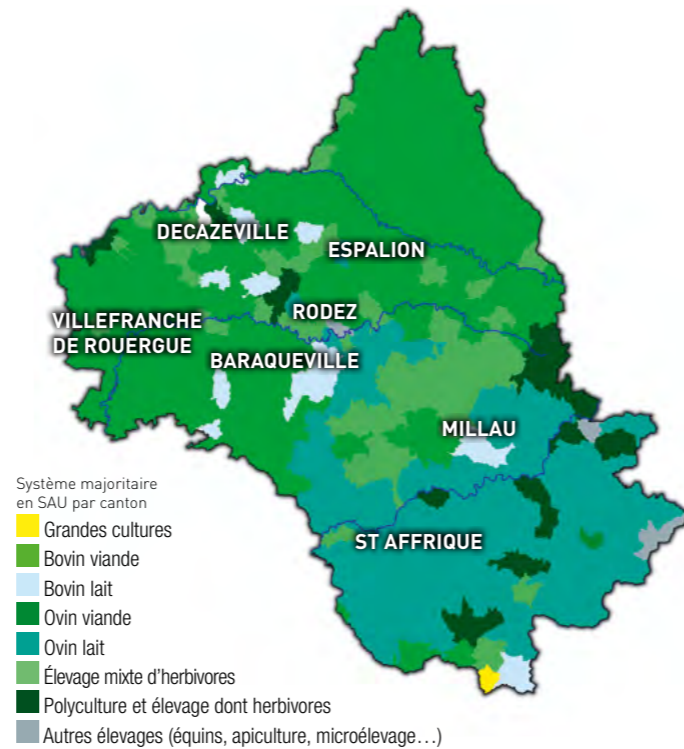 DECAZEVILLE
ESPALION
RODEZ
VILLEFRANCHE
DE ROUERGUE
BARAQUEVILLE
MILLAU
ST AFFRIQUE
Système majoritaire
en SAU par canton
Grandes cultures
Bovin viande
Bovin lait
Ovin viande
Ovin lait
Élevage mixte d'herbivores
Polyculture et élevage dont herbivores
Autres élevages (équins, apiculture, microélevage…)